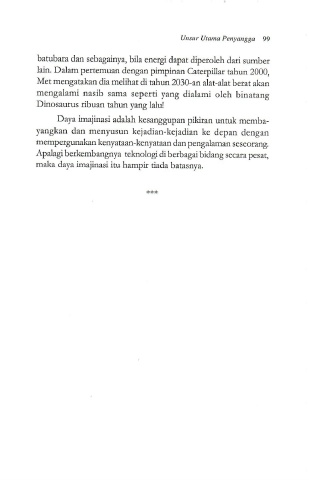 Unsur Utama Penyangga 99
batubara dan sebagainya, bila energi dapat diperoleh dari sumber
lain. Dalam pertemuan dengan pimpinan Caterpillar tahun 2000,
Met mengatakan dia melihat di tahun 2030-an alat-alat berat akan
mengalami nasib sama seperti yang dialami oleh binatang
Dinosaurus ribuan tahun yang lalu!
Daya imajinasi adalah kesanggupan pikiran untuk memba-
yangkan dan menyusun kejadian-kejadian ke depan dengan
mempergunakan kenyataan-kenyataan dan pengalaman seseorang.
Apalagi berkembangnya teknologi di berbagai bidang secara pesat,
maka daya imajinasi itu hampir tiada batasnya.
***